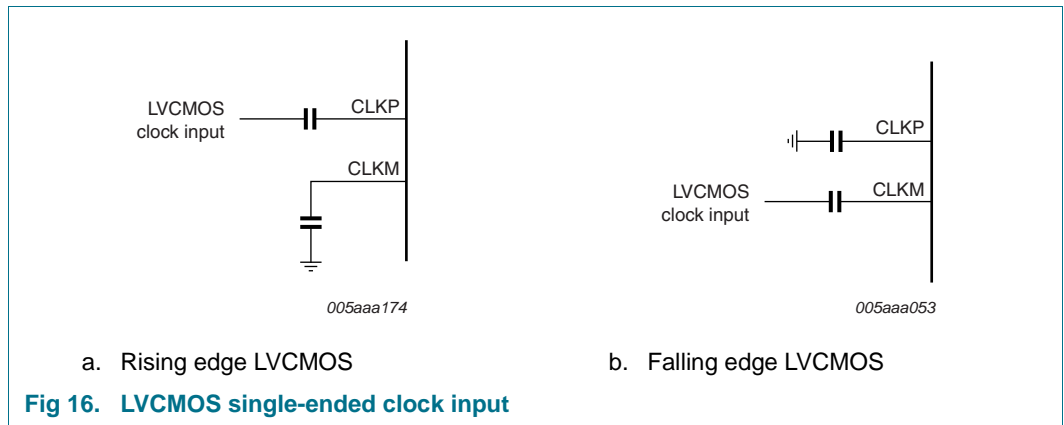 LVCMOS
clock input
CLKP
CLKM
005aaa174
CLKP
LVCMOS
clock input
CLKM
005aaa053
a. Rising edge LVCMOS
b. Falling edge LVCMOS
Fig 16. LVCMOS single-ended clock input